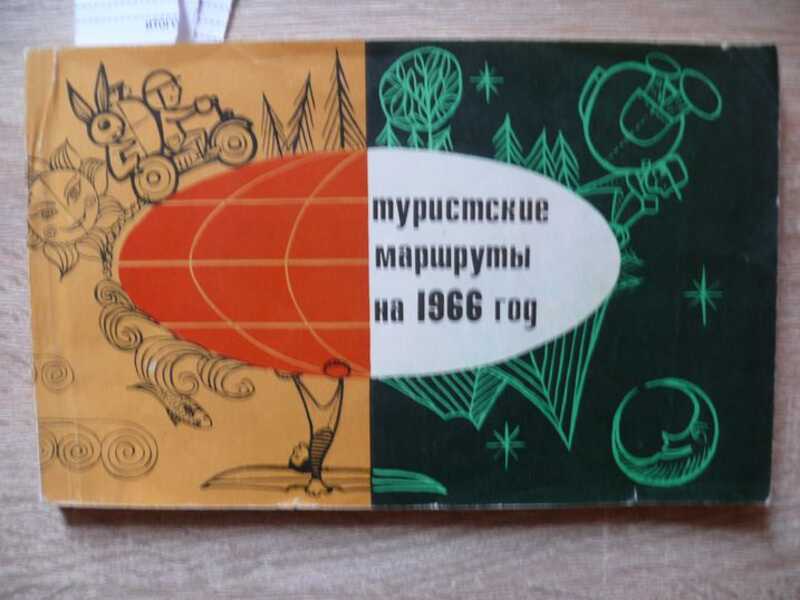 туристские
маршруты
на 1966 год